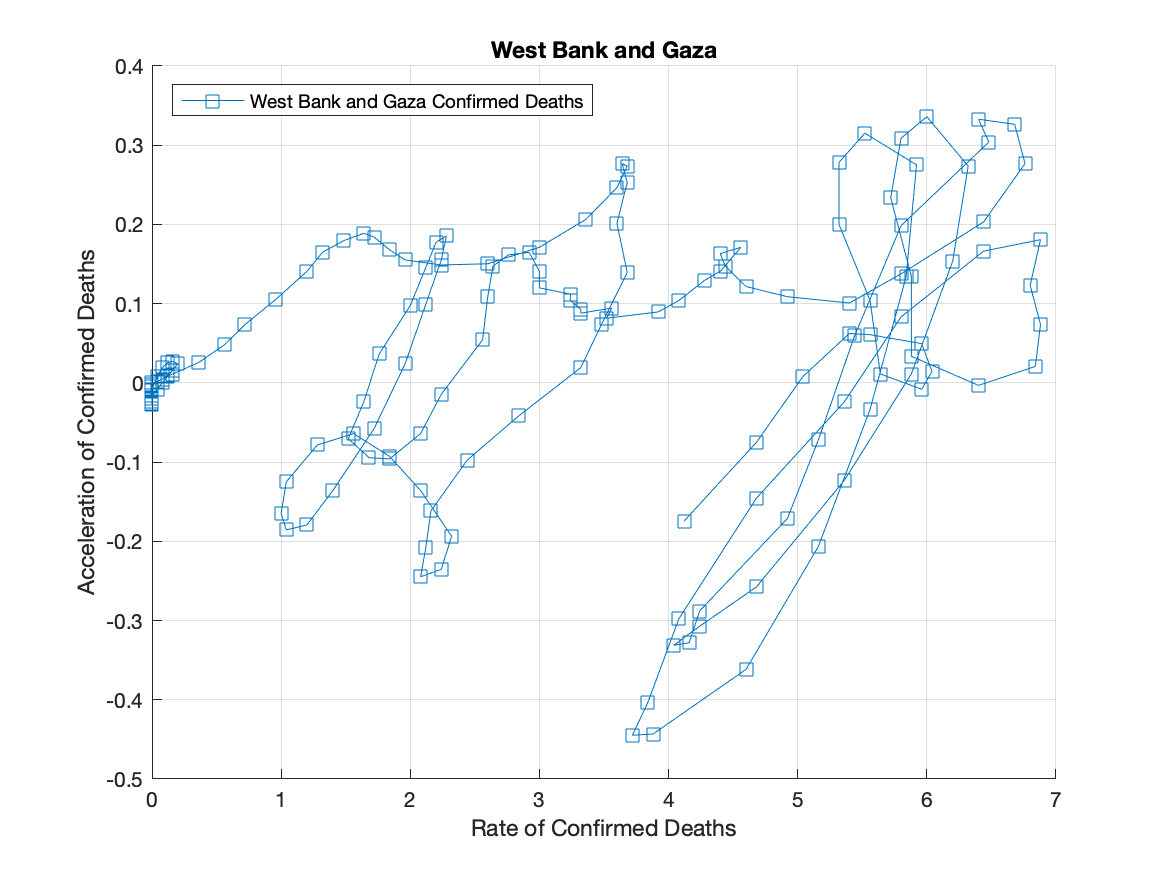 West Bank and Gaza
0.4
0.3
0.2
0.1
0
-0.1
-0.2
-0.3
-0.4
-0.5
West Bank and Gaza Confirmed Deaths
Acceleration of Confirmed Deaths
0 1 2 3 4 5 6 7
Rate of Confirmed Deaths